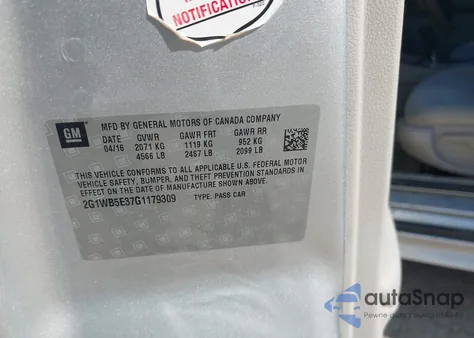 NOTIFICATION
GM
MFD BY GENERAL MOTORS OF CANADA COMPANY
DATE GVWR GAWR FRT GAWR RR
04/16 2071 KG 1119 KG 952 KG
4566 LB 2467 LB 2099 LB
THIS VEHICLE CONFORMS TO ALL APPLICABLE U.S. FEDERAL MOTOR
VEHICLE SAFETY, BUMPER, AND THEFT PREVENTION STANDARDS IN
EFFECT ON THE DATE OF MANUFACTURE SHOWN ABOVE.
2G1WB5E37G1179309 TYPE: PASS CAR
autaSnap
Pewne auta z